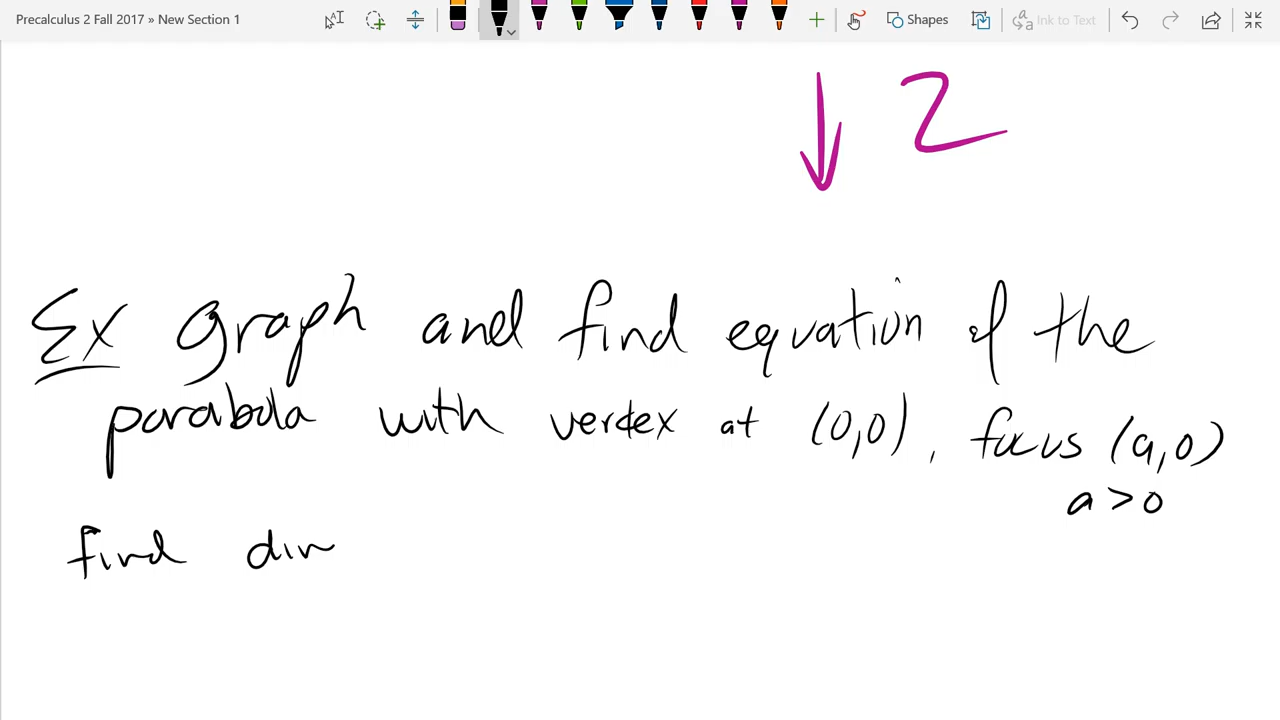 Precalculus 2 Fall 2017 » New Section 1
Shapes
Ink to Text
↓ 2
Ex graph and find equation of the
parabola with vertex at (0,0), focus (a,0)
a > 0
find dir